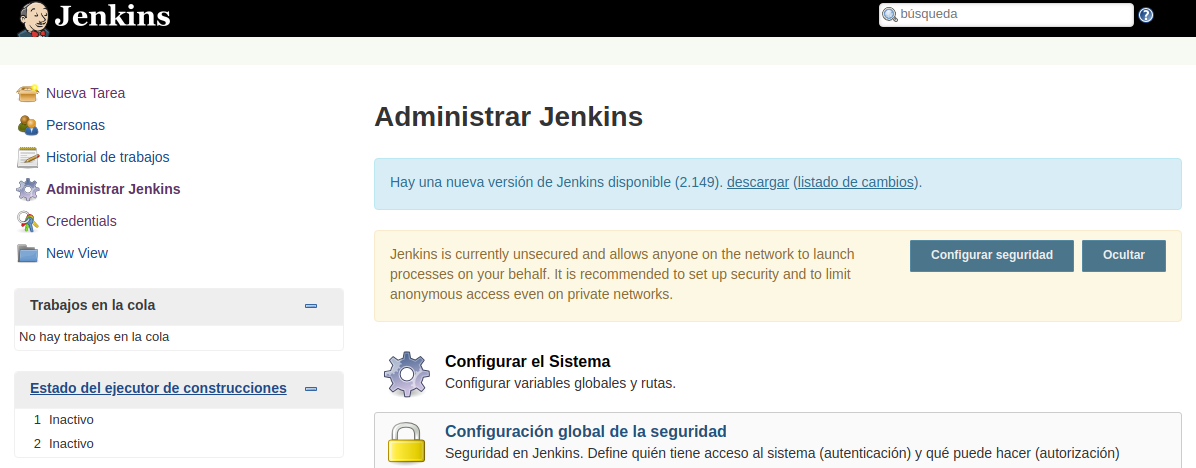 Jenkins
búsqueda
Nueva Tarea
Personas
Historial de trabajos
Administrar Jenkins
Credentials
New View
Trabajos en la cola
No hay trabajos en la cola
Estado del ejecutor de construcciones
1 Inactivo
2 Inactivo
Administrar Jenkins
Hay una nueva versión de Jenkins disponible (2.149). descargar (listado de cambios).
Jenkins is currently unsecured and allows anyone on the network to launch
processes on your behalf. It is recommended to set up security and to limit
anonymous access even on private networks.
Configurar seguridad
Ocultar
Configurar el Sistema
Configurar variables globales y rutas.
Configuración global de la seguridad
Seguridad en Jenkins. Define quién tiene acceso al sistema (autenticación) y qué puede hacer (autorización)